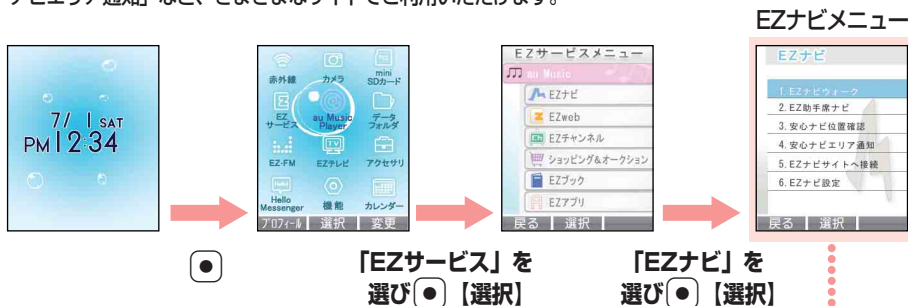 ナビエリア通知」など、さまざまなサイトでご利用いただけます。
EZナビメニュー
7/ 1 SAT
PM12:34
赤外線
カメラ
mini
SDカード
EZ
サービス
au Music
Player
データ
フォルダ
EZ-FM
EZテレビ
アクセサリ
Hello
Messenger
機能
カレンダー
プロフィール 選択 変更
EZサービスメニュー
au Music
EZナビ
EZweb
EZチャンネル
ショッピング&オークション
EZブック
EZアプリ
戻る 選択
EZナビ
1.EZナビウォーク
2.EZ助手席ナビ
3.安心ナビ位置確認
4.安心ナビエリア通知
5.EZナビサイトへ接続
6.EZナビ設定
戻る 選択
「EZサービス」を
選び【選択】
「EZナビ」を
選び【選択】